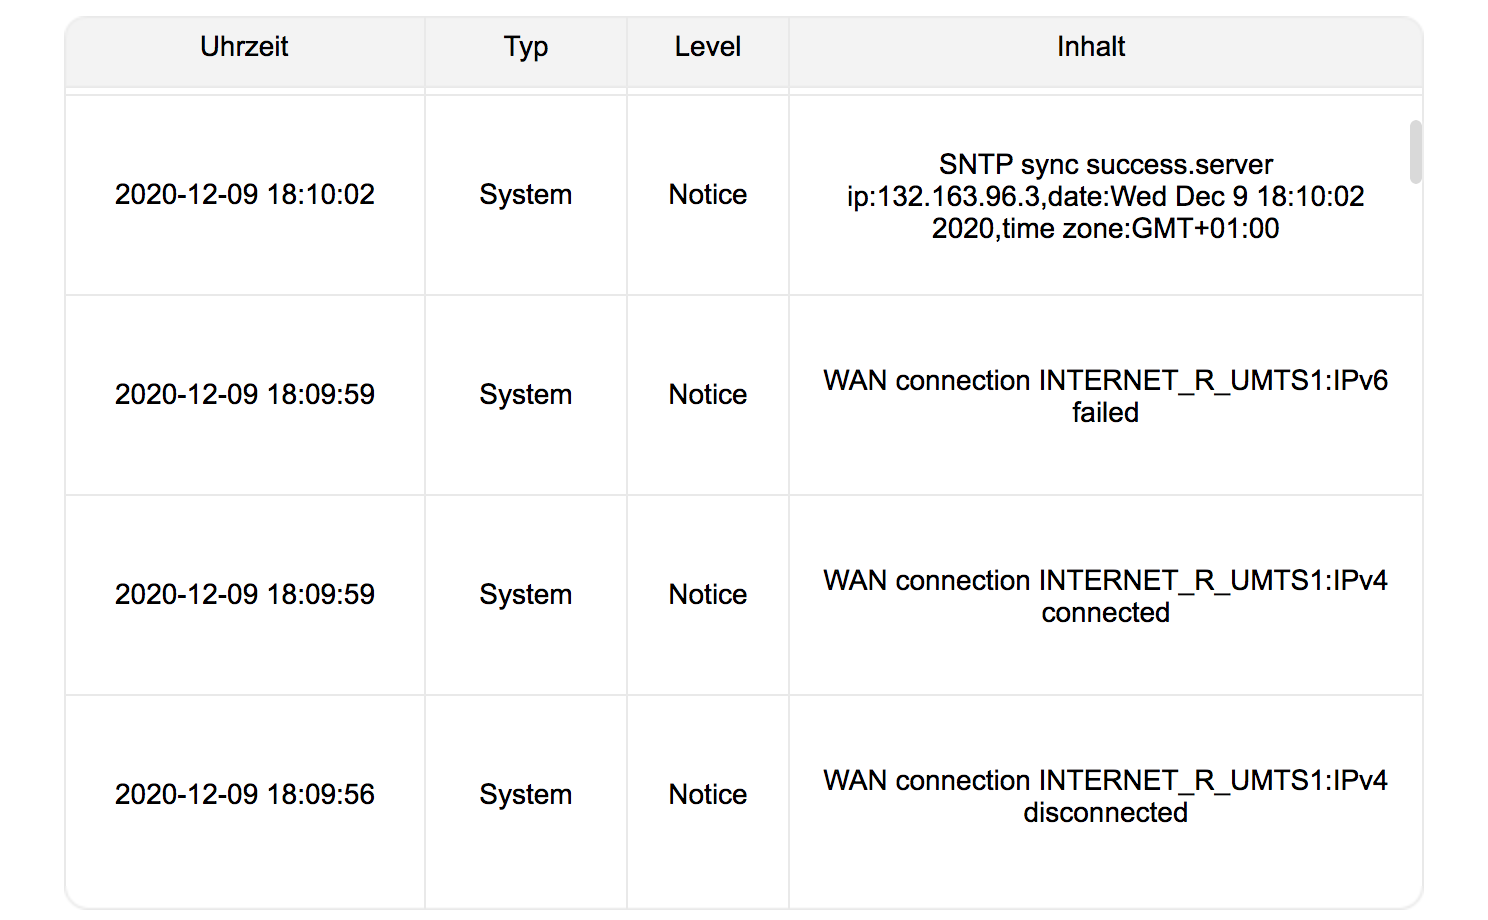 Uhrzeit Typ Level Inhalt
2020-12-09 18:10:02 System Notice SNTP sync success.server
ip:132.163.96.3,date:Wed Dec 9 18:10:02
2020,time zone:GMT+01:00
2020-12-09 18:09:59 System Notice WAN connection INTERNET_R_UMTS1:IPv6
failed
2020-12-09 18:09:59 System Notice WAN connection INTERNET_R_UMTS1:IPv4
connected
2020-12-09 18:09:56 System Notice WAN connection INTERNET_R_UMTS1:IPv4
disconnected